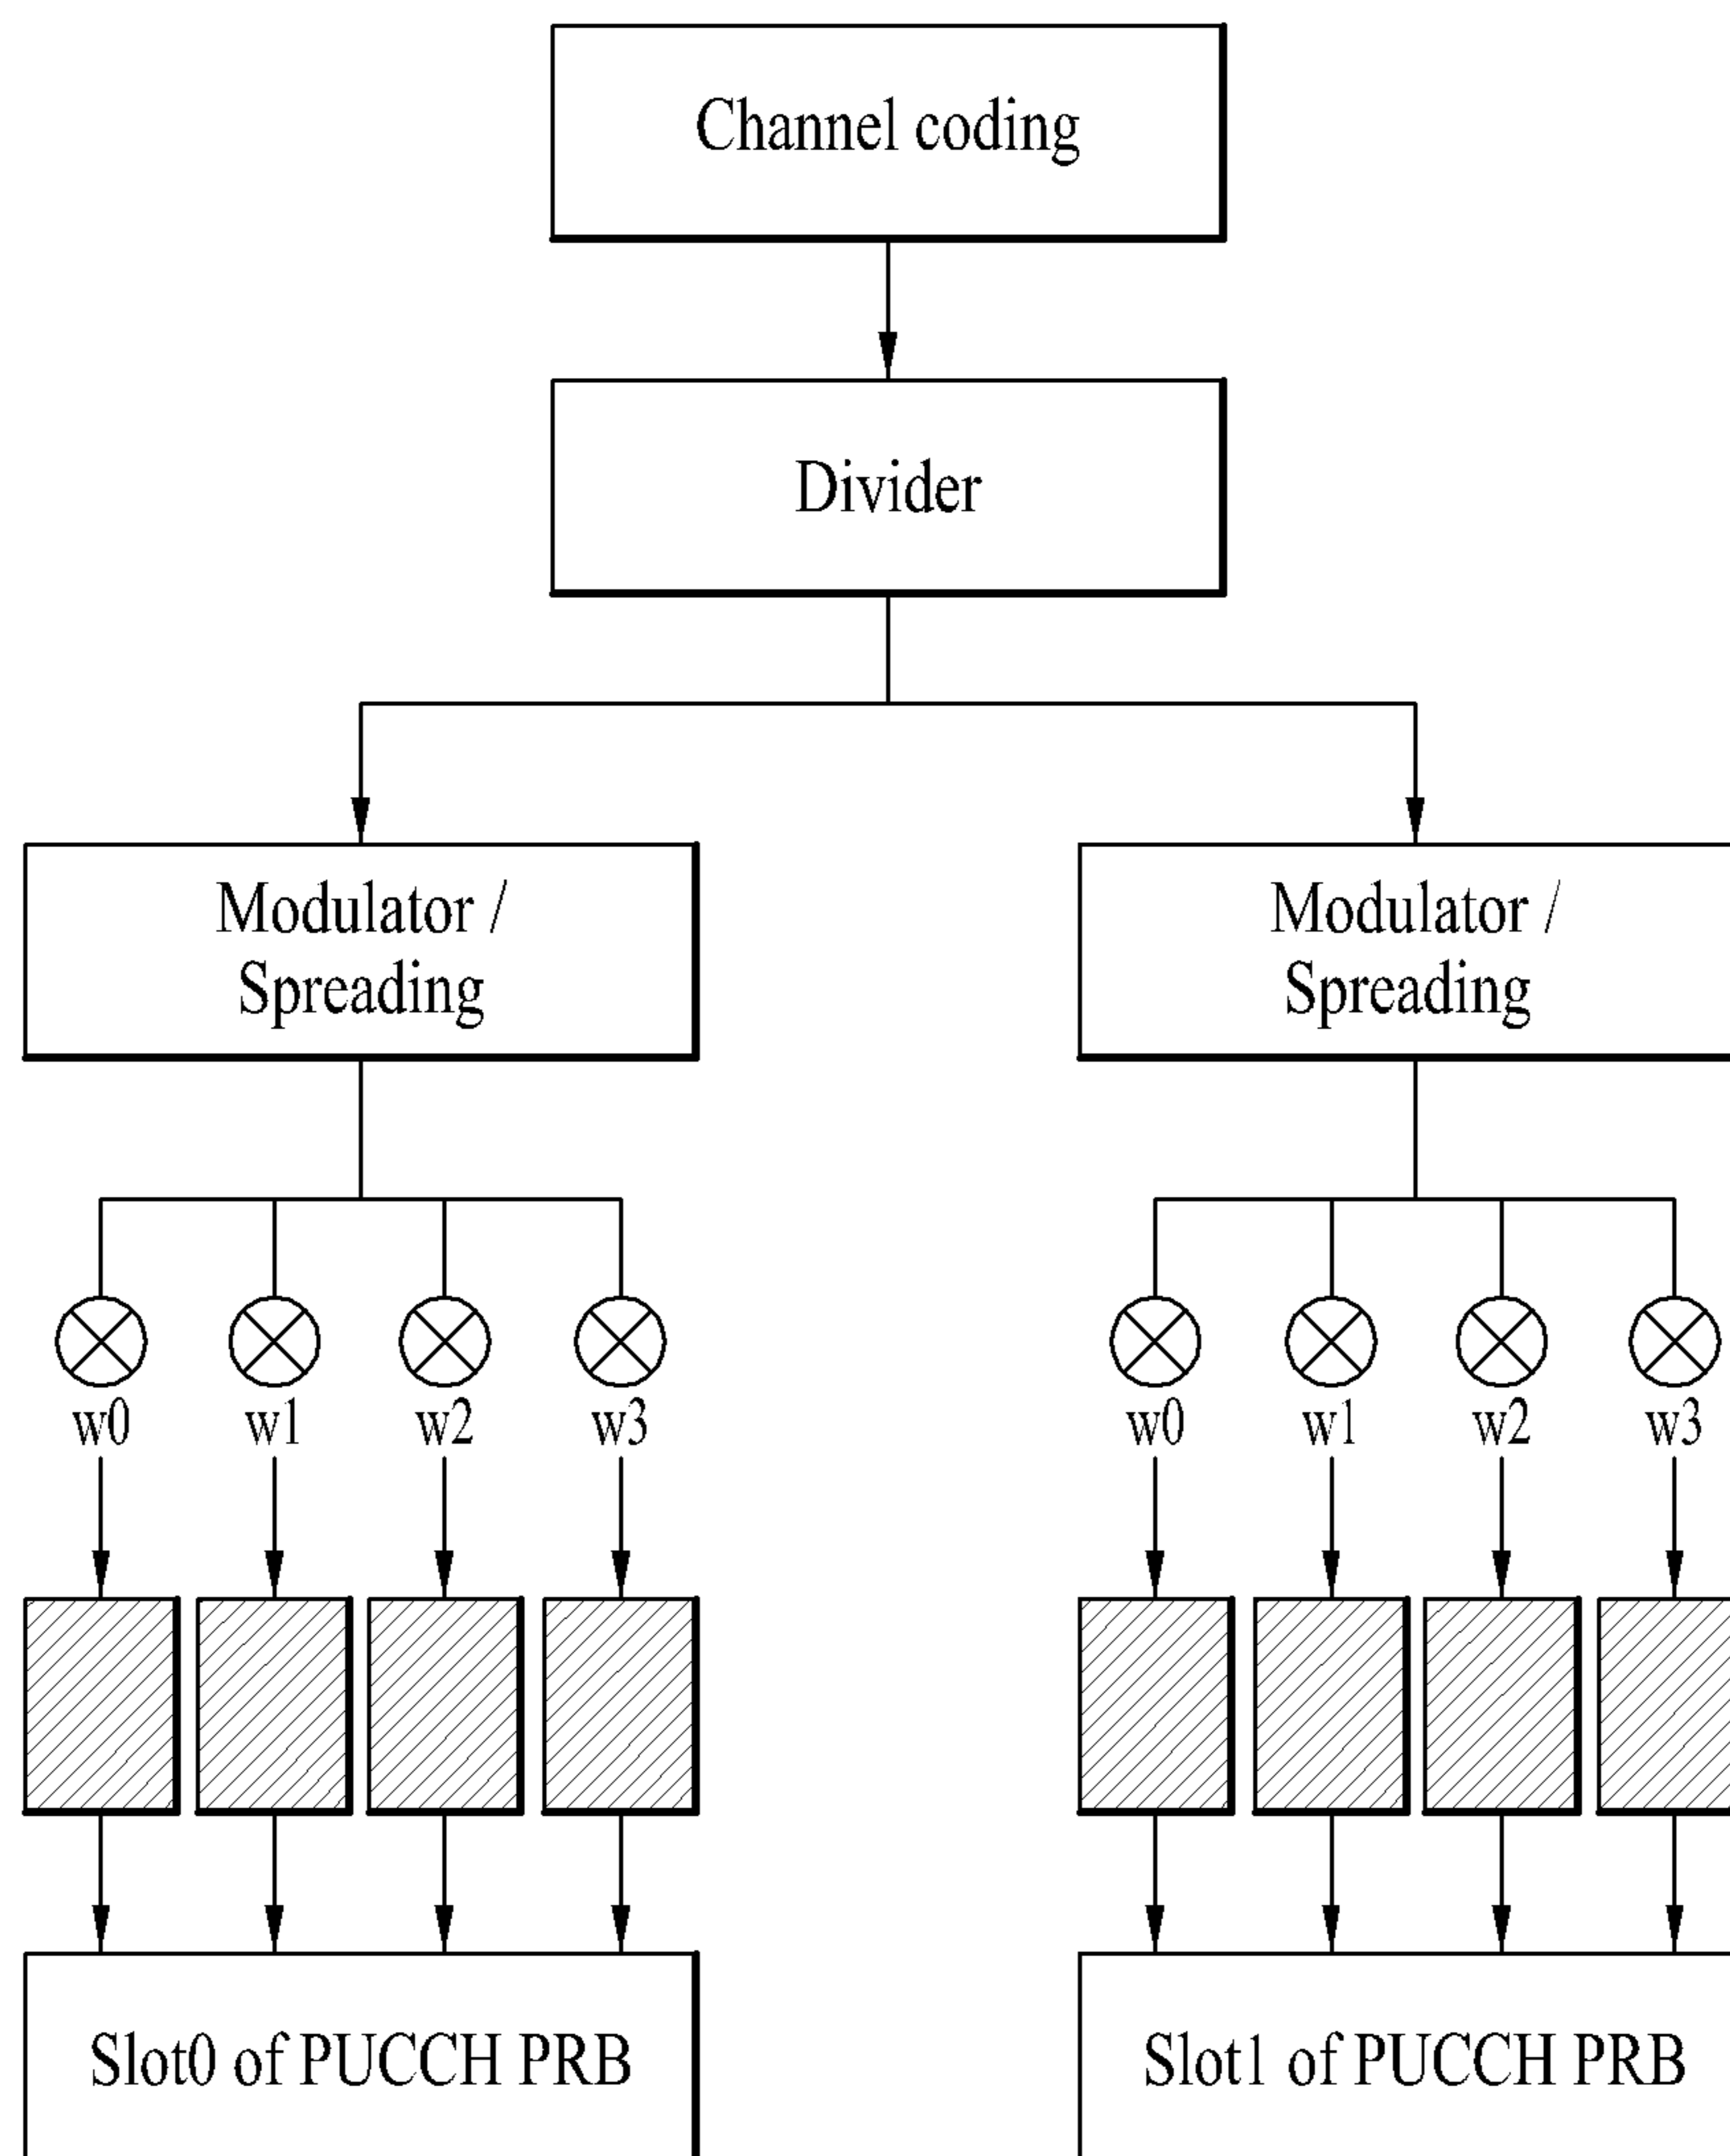 Channel coding
Divider
Modulator /
Spreading
Modulator /
Spreading
w0 w1 w2 w3
w0 w1 w2 w3
Slot0 of PUCCH PRB
Slot1 of PUCCH PRB